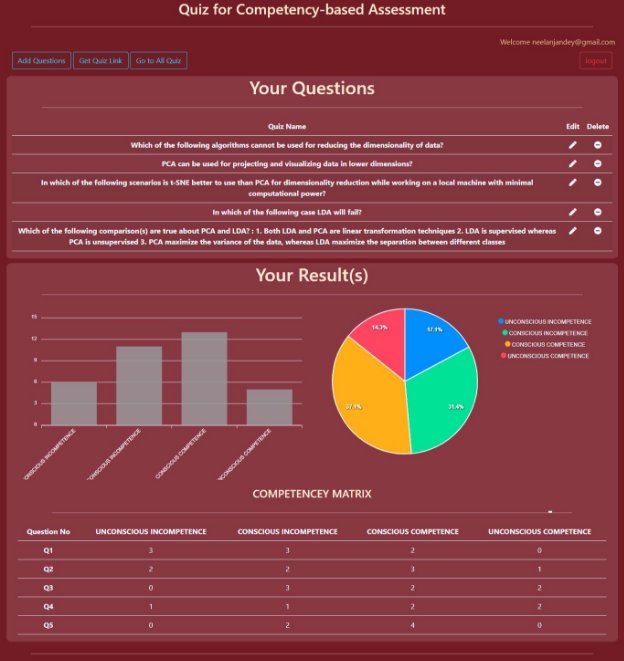 Quiz for Competency-based Assessment
Welcome neelanjandey@gmail.com
Add Questions Get Quiz Link Go to All Quiz logout
Your Questions
Quiz Name Edit Delete
Which of the following algorithms cannot be used for reducing the dimensionality of data?
PCA can be used for projecting and visualizing data in lower dimensions?
In which of the following scenarios is t-SNE better to use than PCA for dimensionality reduction while working on a local machine with minimal
computational power?
In which of the following case LDA will fail?
Which of the following comparison(s) are true about PCA and LDA? : 1. Both LDA and PCA are linear transformation techniques 2. LDA is supervised whereas
PCA is unsupervised 3. PCA maximize the variance of the data, whereas LDA maximize the separation between different classes
Your Result(s)
15
12
9
6
3
0
CONSCIOUS INCOMPETENCE
CONSCIOUS INCOMPETENCE
CONSCIOUS COMPETENCE
CONSCIOUS COMPETENCE
14.3%
17.1%
37.1%
31.4%
UNCONSCIOUS INCOMPETENCE
CONSCIOUS INCOMPETENCE
CONSCIOUS COMPETENCE
UNCONSCIOUS COMPETENCE
COMPETENCEY MATRIX
Question No UNCONSCIOUS INCOMPETENCE CONSCIOUS INCOMPETENCE CONSCIOUS COMPETENCE UNCONSCIOUS COMPETENCE
Q1 3 3 2 0
Q2 2 2 3 1
Q3 0 3 2 2
Q4 1 1 2 2
Q5 0 2 4 0